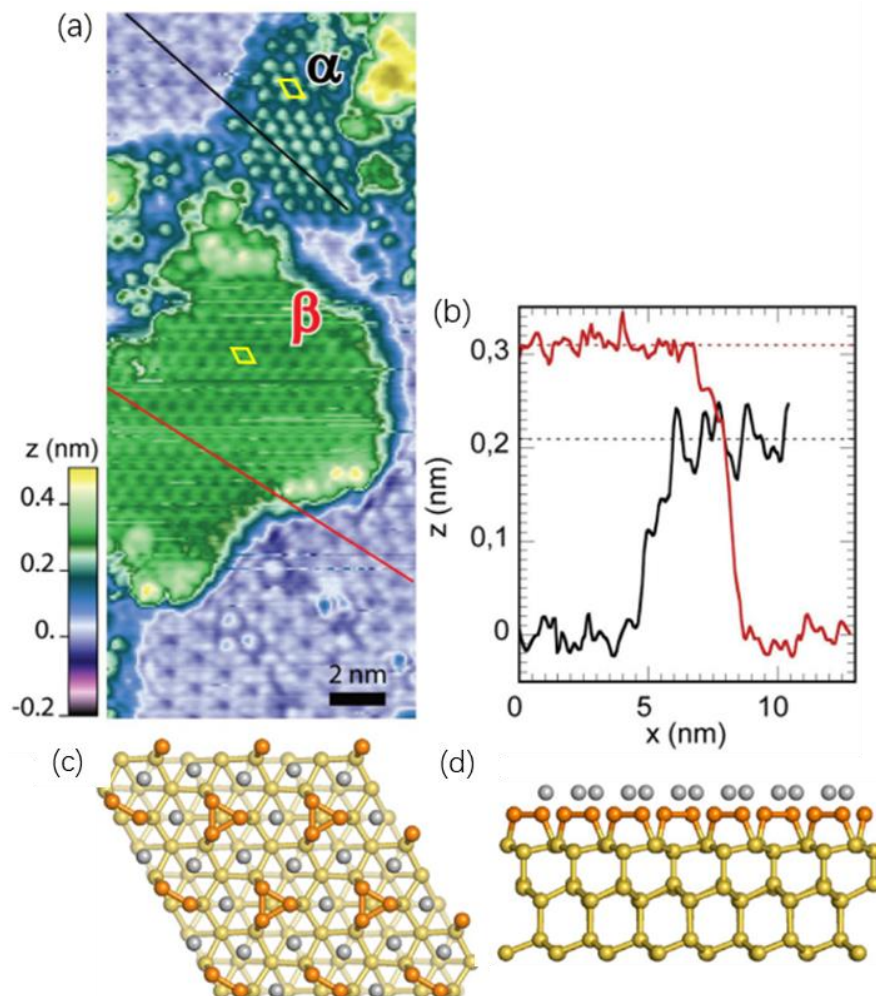 (a)
α
β
z (nm)
0.4
0.2
0.
-0.2
2 nm
(b)
0,3
0,2
0,1
0
z (nm)
0
5
10
x (nm)
(c)
(d)